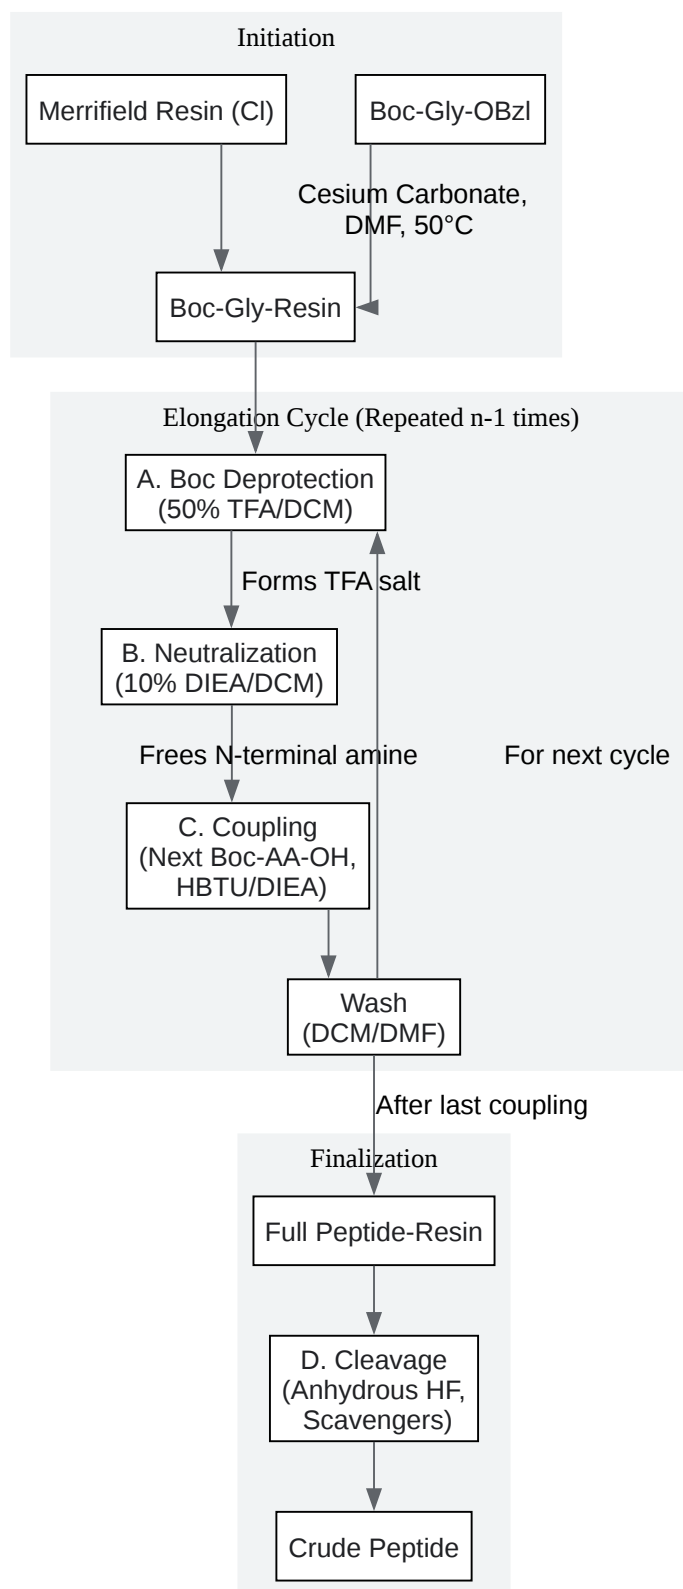 Initiation
Merrifield Resin (Cl)
Boc-Gly-OBzl
Cesium Carbonate,
DMF, 50°C
Boc-Gly-Resin
Elongation Cycle (Repeated n-1 times)
A. Boc Deprotection
(50% TFA/DCM)
Forms TFA salt
B. Neutralization
(10% DIEA/DCM)
Frees N-terminal amine
For next cycle
C. Coupling
(Next Boc-AA-OH,
HBTU/DIEA)
Wash
(DCM/DMF)
After last coupling
Finalization
Full Peptide-Resin
D. Cleavage
(Anhydrous HF,
Scavengers)
Crude Peptide